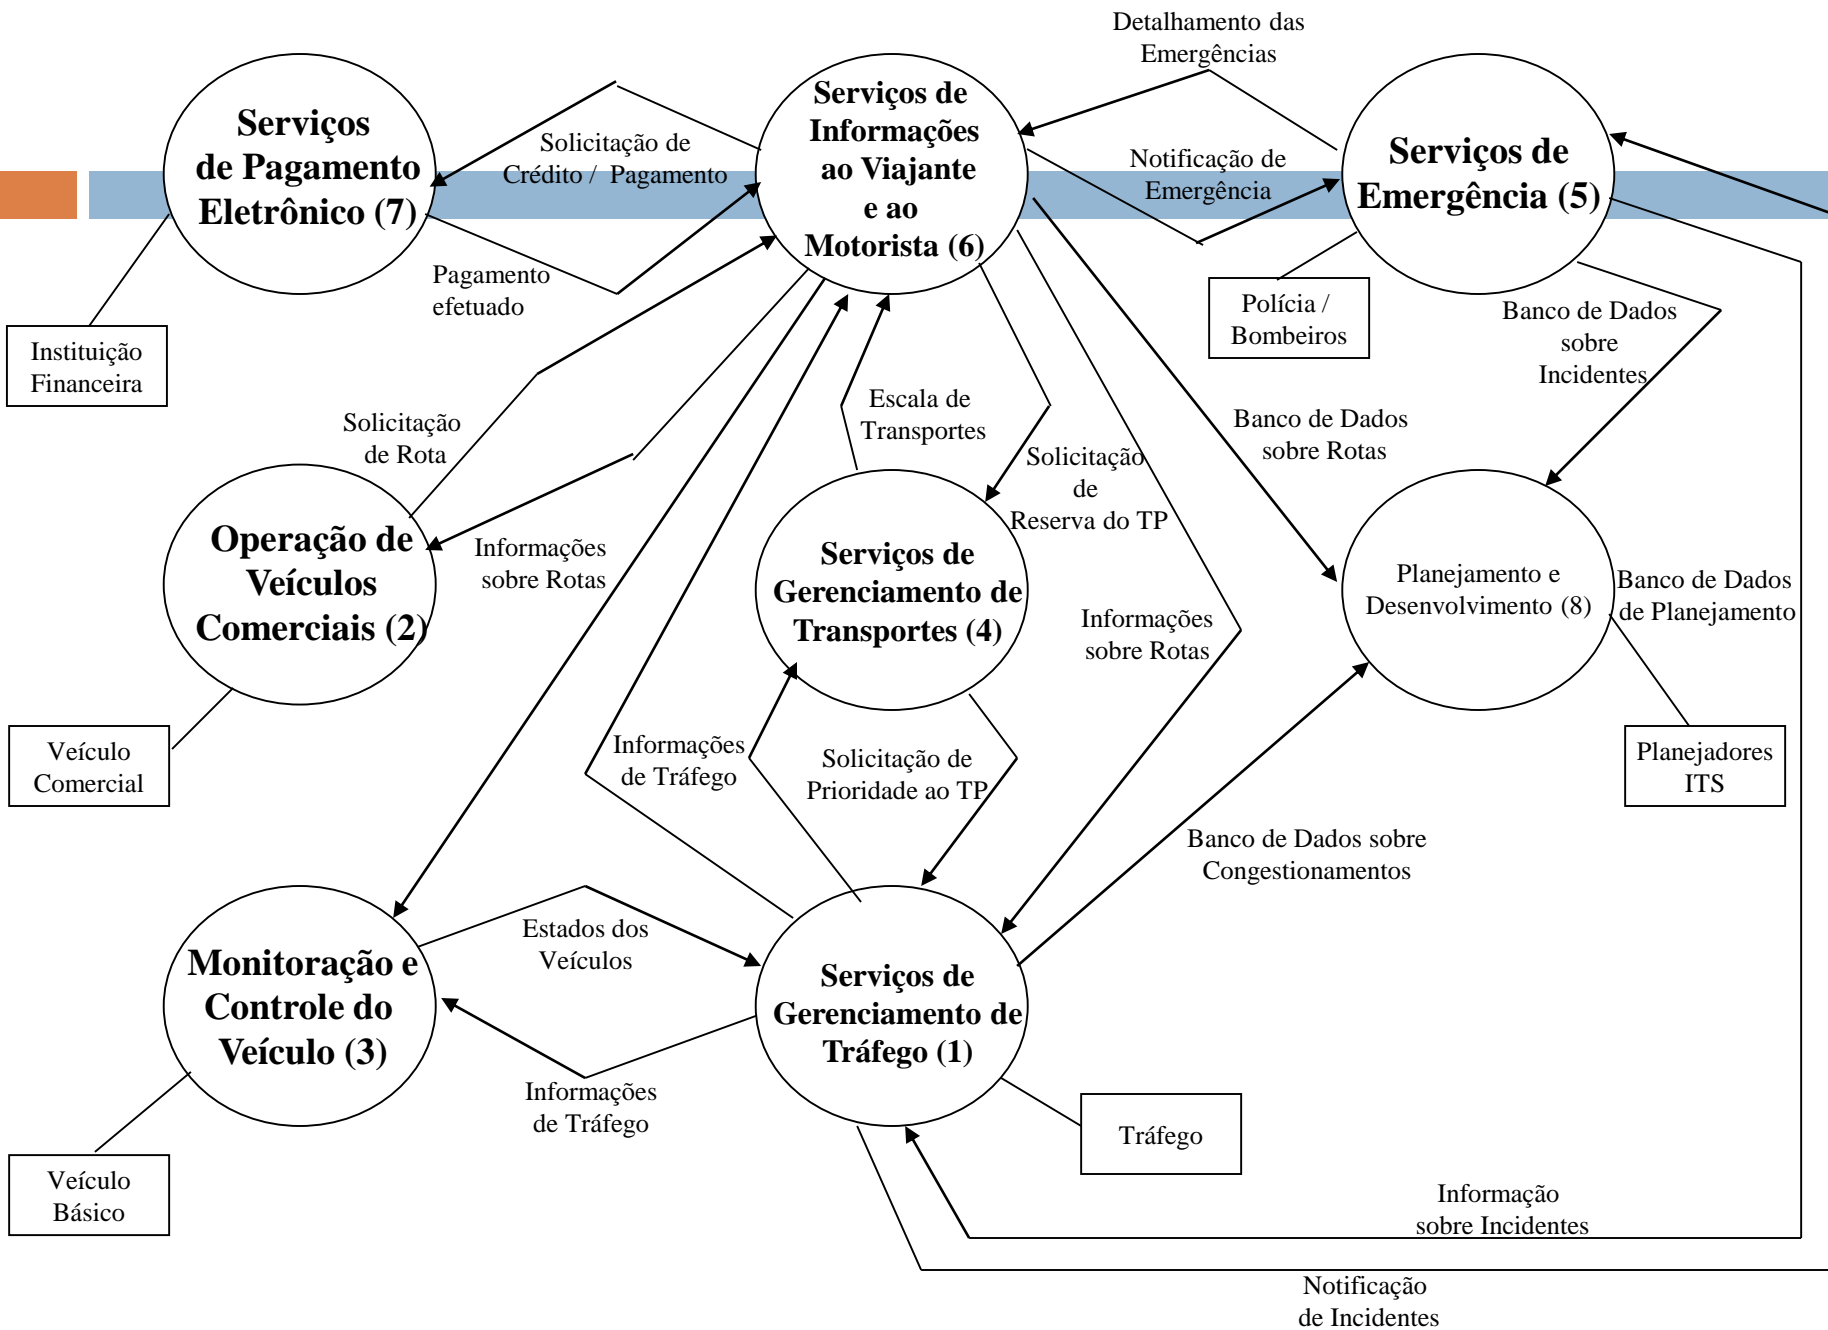 Detalhamento das
Emergências
Serviços
de Pagamento
Eletrônico (7)
Solicitação de
Crédito / Pagamento
Serviços de
Informações
ao Viajante
e ao
Motorista (6)
Notificação de
Emergência
Serviços de
Emergência (5)
Pagamento
efetuado
Instituição
Financeira
Polícia /
Bombeiros
Banco de Dados
sobre
Incidentes
Solicitação
de Rota
Escala de
Transportes
Banco de Dados
sobre Rotas
Solicitação
de
Reserva do TP
Operação de
Veículos
Comerciais (2)
Informações
sobre Rotas
Serviços de
Gerenciamento de
Transportes (4)
Informações
sobre Rotas
Planejamento e
Desenvolvimento (8)
Banco de Dados
de Planejamento
Veículo
Comercial
Informações
de Tráfego
Solicitação de
Prioridade ao TP
Planejadores
ITS
Banco de Dados sobre
Congestionamentos
Monitoração e
Controle do
Veículo (3)
Estados dos
Veículos
Serviços de
Gerenciamento de
Tráfego (1)
Informações
de Tráfego
Tráfego
Veículo
Básico
Informação
sobre Incidentes
Notificação
de Incidentes